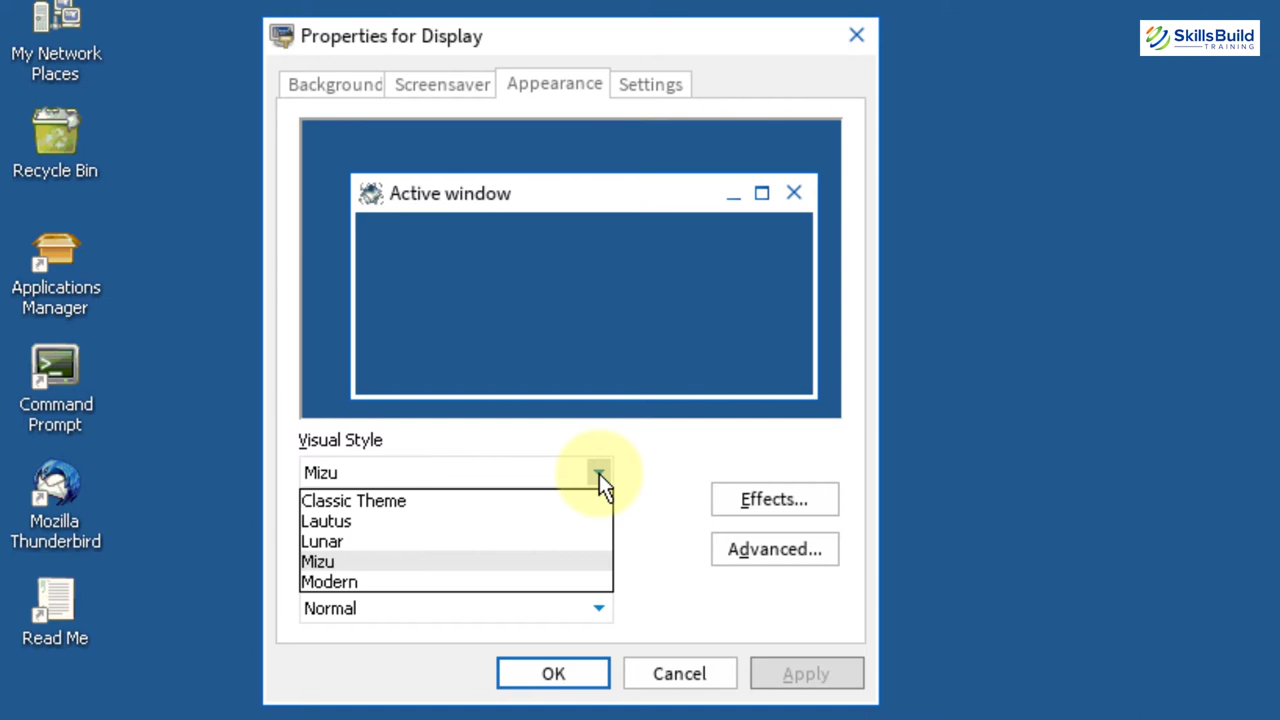 My Network
Places
Recycle Bin
Applications
Manager
Command
Prompt
Mozilla
Thunderbird
Read Me
Properties for Display
Background
Screensaver
Appearance
Settings
Active window
Visual Style
Mizu
Classic Theme
Lautus
Lunar
Mizu
Modern
Normal
Effects...
Advanced...
OK
Cancel
Apply
SkillsBuild
TRAINING